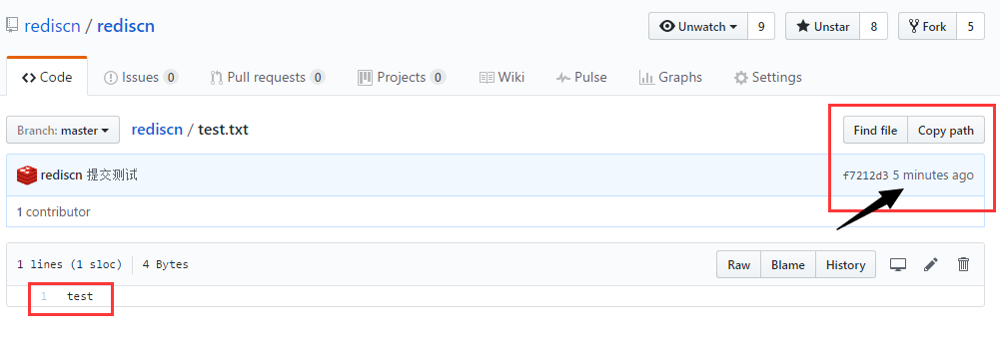 rediscn / rediscn Unwatch 9 Unstar 8 Fork 5
Code Issues 0 Pull requests 0 Projects 0 Wiki Pulse Graphs Settings
Branch: master rediscn / test.txt Find file Copy path
rediscn 提交测试 f7212d3 5 minutes ago
1 contributor
1 lines (1 sloc) 4 Bytes Raw Blame History
1 test